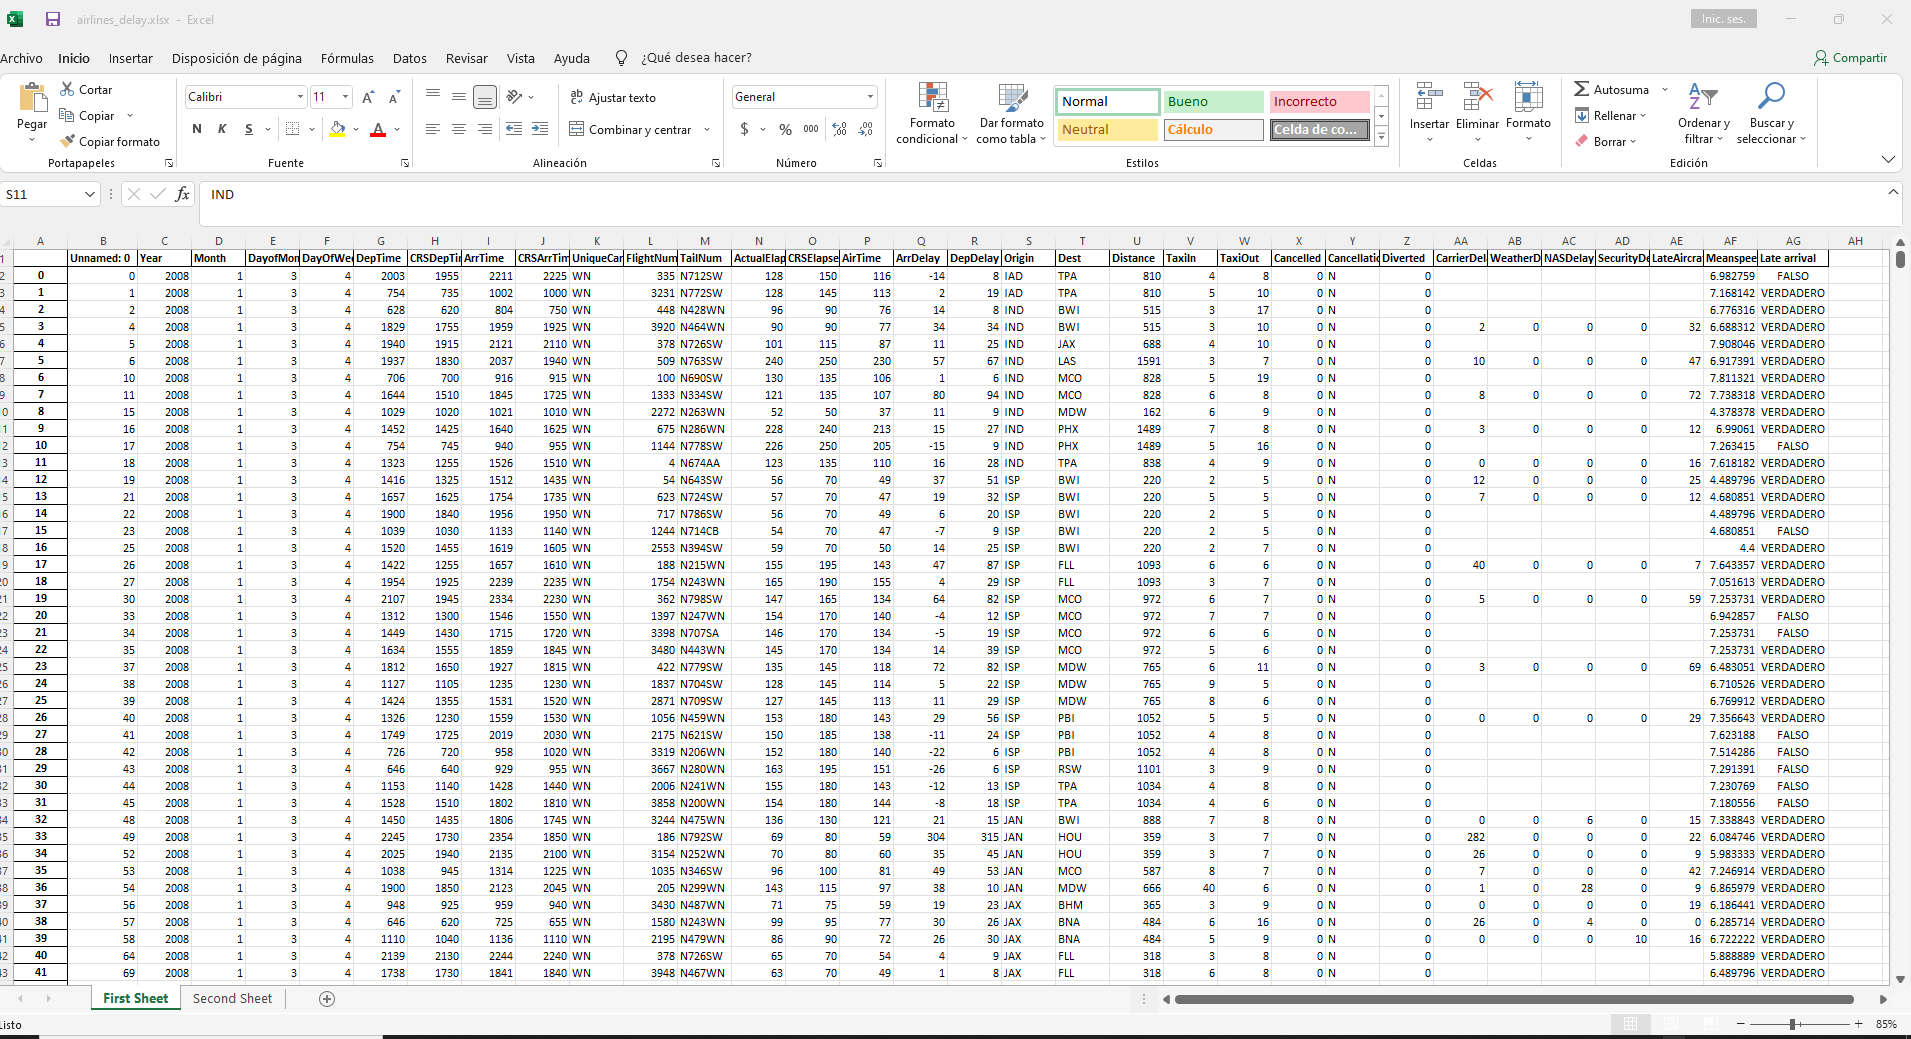 airlines_delay.xlsx - Excel
Inic. ses.
Archivo Inicio Insertar Disposición de página Fórmulas Datos Revisar Vista Ayuda ¿Qué desea hacer? Compartir
Pegar Cortar Copiar Copiar formato Portapapeles
Calibri 11 N K S Fuente
Ajustar texto Combinar y centrar Alineación
General $ % 000 Número
Formato condicional Dar formato como tabla Normal Bueno Incorrecto Neutral Cálculo Celda de co... Estilos
Insertar Eliminar Formato Celdas
Autosuma Rellenar Borrar Ordenar y filtrar Buscar y seleccionar Edición
S11 fx IND
A B C D E F G H I J K L M N O P Q R S T U V W X Y Z AA AB AC AD AE AF AG AH
Unnamed: 0 Year Month DayofMon DayOfWe DepTime CRSDepTin ArrTime CRSArrTim UniqueCar FlightNum TailNum ActualElap CRSElapse AirTime ArrDelay DepDelay Origin Dest Distance TaxiIn TaxiOut Cancelled Cancellatio Diverted CarrierDel WeatherD NASDelay SecurityDe LateAircra Meanspee Late arrival
0 0 2008 1 3 4 2003 1955 2211 2225 WN 335 N712SW 128 150 116 -14 8 IAD TPA 810 4 8 0 N 0 6.982759 FALSO
1 1 2008 1 3 4 754 735 1002 1000 WN 3231 N772SW 128 145 113 2 19 IAD TPA 810 5 10 0 N 0 7.168142 VERDADERO
2 2 2008 1 3 4 628 620 804 750 WN 448 N428WN 96 90 76 14 8 IND BWI 515 3 17 0 N 0 6.776316 VERDADERO
3 4 2008 1 3 4 1829 1755 1959 1925 WN 3920 N464WN 90 90 77 34 34 IND BWI 515 3 10 0 N 0 2 0 0 0 32 6.688312 VERDADERO
4 5 2008 1 3 4 1940 1915 2121 2110 WN 378 N726SW 101 115 87 11 25 IND JAX 688 4 10 0 N 0 7.908046 VERDADERO
5 6 2008 1 3 4 1937 1830 2037 1940 WN 509 N763SW 240 250 230 57 67 IND LAS 1591 3 7 0 N 0 10 0 0 0 47 6.917391 VERDADERO
6 10 2008 1 3 4 706 700 916 915 WN 100 N690SW 130 135 106 1 6 IND MCO 828 5 19 0 N 0 7.811321 VERDADERO
7 11 2008 1 3 4 1644 1510 1845 1725 WN 1333 N334SW 121 135 107 80 94 IND MCO 828 6 8 0 N 0 8 0 0 0 72 7.738318 VERDADERO
8 15 2008 1 3 4 1029 1020 1021 1010 WN 2272 N263WN 52 50 37 11 9 IND MDW 162 6 9 0 N 0 4.378378 VERDADERO
9 16 2008 1 3 4 1452 1425 1640 1625 WN 675 N286WN 228 240 213 15 27 IND PHX 1489 7 8 0 N 0 3 0 0 0 12 6.99061 VERDADERO
10 17 2008 1 3 4 754 745 940 955 WN 1144 N778SW 226 250 205 -15 9 IND PHX 1489 5 16 0 N 0 7.263415 FALSO
11 18 2008 1 3 4 1323 1255 1526 1510 WN 4 N674AA 123 135 110 16 28 IND TPA 838 4 9 0 N 0 0 0 0 0 16 7.618182 VERDADERO
12 19 2008 1 3 4 1416 1325 1512 1435 WN 54 N643SW 56 70 49 37 51 ISP BWI 220 2 5 0 N 0 12 0 0 0 25 4.489796 VERDADERO
13 21 2008 1 3 4 1657 1625 1754 1735 WN 623 N724SW 57 70 47 19 32 ISP BWI 220 5 5 0 N 0 7 0 0 0 12 4.680851 VERDADERO
14 22 2008 1 3 4 1900 1840 1956 1950 WN 717 N786SW 56 70 49 6 20 ISP BWI 220 2 5 0 N 0 4.489796 VERDADERO
15 23 2008 1 3 4 1039 1030 1133 1140 WN 1244 N714CB 54 70 47 -7 9 ISP BWI 220 2 5 0 N 0 4.680851 FALSO
16 25 2008 1 3 4 1520 1455 1619 1605 WN 2553 N394SW 59 70 50 14 25 ISP BWI 220 2 7 0 N 0 4.4 VERDADERO
17 26 2008 1 3 4 1422 1255 1657 1610 WN 188 N215WN 155 195 143 47 87 ISP FLL 1093 6 6 0 N 0 40 0 0 0 7 7.643357 VERDADERO
18 27 2008 1 3 4 1954 1925 2239 2235 WN 1754 N243WN 165 190 155 4 29 ISP FLL 1093 3 7 0 N 0 7.051613 VERDADERO
19 30 2008 1 3 4 2107 1945 2334 2230 WN 362 N798SW 147 165 134 64 82 ISP MCO 972 6 7 0 N 0 5 0 0 0 59 7.253731 VERDADERO
20 33 2008 1 3 4 1312 1300 1546 1550 WN 1397 N247WN 154 170 140 -4 12 ISP MCO 972 7 7 0 N 0 6.942857 FALSO
21 34 2008 1 3 4 1449 1430 1715 1720 WN 3398 N707SA 146 170 134 -5 19 ISP MCO 972 6 6 0 N 0 7.253731 FALSO
22 35 2008 1 3 4 1634 1555 1859 1845 WN 3480 N443WN 145 170 134 14 39 ISP MCO 972 5 6 0 N 0 7.253731 VERDADERO
23 37 2008 1 3 4 1812 1650 1927 1815 WN 422 N779SW 135 145 118 72 82 ISP MDW 765 6 11 0 N 0 3 0 0 0 69 6.483051 VERDADERO
24 38 2008 1 3 4 1127 1105 1235 1230 WN 1837 N704SW 128 145 114 5 22 ISP MDW 765 9 5 0 N 0 6.710526 VERDADERO
25 39 2008 1 3 4 1424 1355 1531 1520 WN 2871 N709SW 127 145 113 11 29 ISP MDW 765 8 6 0 N 0 6.769912 VERDADERO
26 40 2008 1 3 4 1326 1230 1559 1530 WN 1056 N459WN 153 180 143 29 56 ISP PBI 1052 5 5 0 N 0 0 0 0 0 29 7.356643 VERDADERO
27 41 2008 1 3 4 1749 1725 2019 2030 WN 2175 N621SW 150 185 138 -11 24 ISP PBI 1052 4 8 0 N 0 7.623188 FALSO
28 42 2008 1 3 4 726 720 958 1020 WN 3319 N206WN 152 180 140 -22 6 ISP PBI 1052 4 8 0 N 0 7.514286 FALSO
29 43 2008 1 3 4 646 640 929 955 WN 3667 N280WN 163 195 151 -26 6 ISP RSW 1101 3 9 0 N 0 7.291391 FALSO
30 44 2008 1 3 4 1153 1140 1428 1440 WN 2006 N241WN 155 180 143 -12 13 ISP TPA 1034 4 8 0 N 0 7.230769 FALSO
31 45 2008 1 3 4 1528 1510 1802 1810 WN 3858 N200WN 154 180 144 -8 18 ISP TPA 1034 4 6 0 N 0 7.180556 FALSO
32 48 2008 1 3 4 1450 1435 1806 1745 WN 3244 N475WN 136 130 121 21 15 JAN BWI 888 7 8 0 N 0 0 0 6 0 15 7.338843 VERDADERO
33 49 2008 1 3 4 2245 1730 2354 1850 WN 186 N792SW 69 80 59 304 315 JAN HOU 359 3 7 0 N 0 282 0 0 0 22 6.084746 VERDADERO
34 52 2008 1 3 4 2025 1940 2135 2100 WN 3154 N252WN 70 80 60 35 45 JAN HOU 359 3 7 0 N 0 26 0 0 0 9 5.983333 VERDADERO
35 53 2008 1 3 4 1038 945 1314 1225 WN 1035 N346SW 96 100 81 49 53 JAN MCO 587 8 7 0 N 0 7 0 0 0 42 7.246914 VERDADERO
36 54 2008 1 3 4 1900 1850 2123 2045 WN 205 N299WN 143 115 97 38 10 JAN MDW 666 40 6 0 N 0 1 0 28 0 9 6.865979 VERDADERO
37 56 2008 1 3 4 948 925 959 940 WN 3430 N487WN 71 75 59 19 23 JAX BHM 365 3 9 0 N 0 0 0 0 0 19 6.186441 VERDADERO
38 57 2008 1 3 4 646 620 725 655 WN 1580 N243WN 99 95 77 30 26 JAX BNA 484 6 16 0 N 0 26 0 4 0 0 6.285714 VERDADERO
39 58 2008 1 3 4 1110 1040 1136 1110 WN 2195 N479WN 86 90 72 26 30 JAX BNA 484 5 9 0 N 0 0 0 0 10 16 6.722222 VERDADERO
40 64 2008 1 3 4 2139 2130 2244 2240 WN 378 N726SW 65 70 54 4 9 JAX FLL 318 3 8 0 N 0 5.888889 VERDADERO
41 69 2008 1 3 4 1738 1730 1841 1840 WN 3948 N467WN 63 70 49 1 8 JAX FLL 318 6 8 0 N 0 6.489796 VERDADERO
First Sheet Second Sheet
Listo 85%